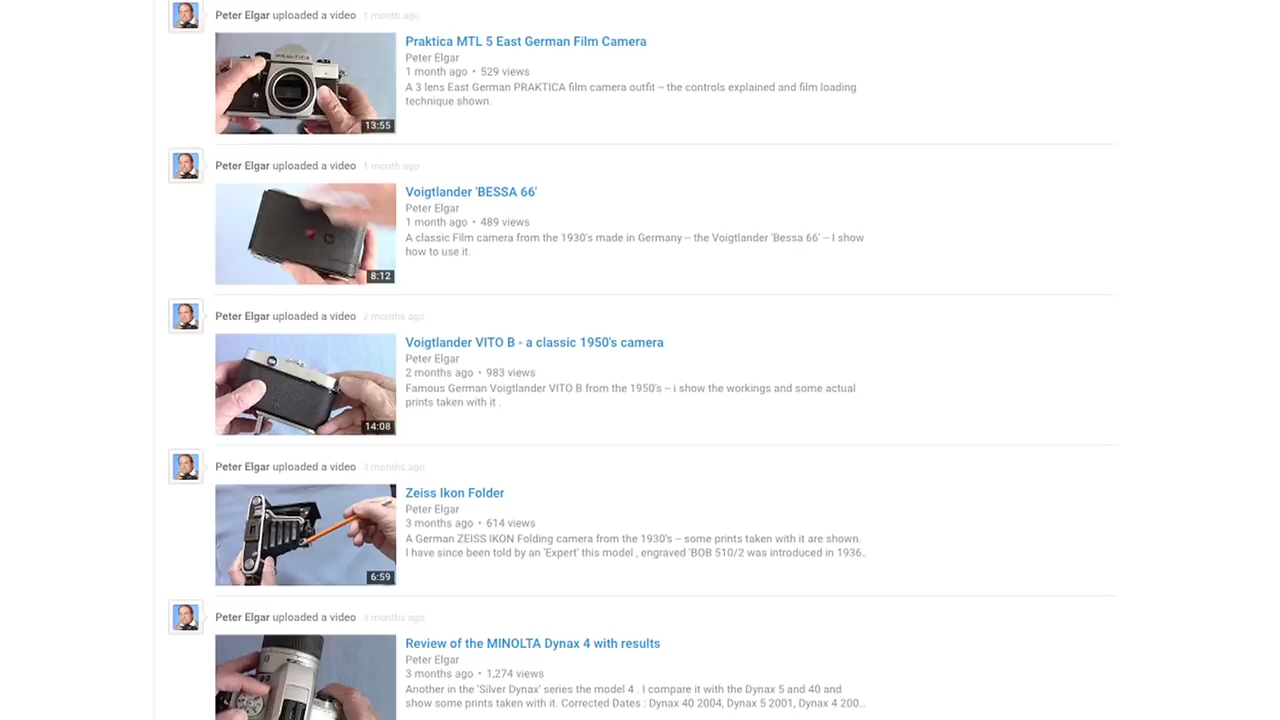 Peter Elgar uploaded a video 1 month ago
PRAKTICA
13:55
Praktica MTL 5 East German Film Camera
Peter Elgar
1 month ago • 529 views
A 3 lens East German PRAKTICA film camera outfit -- the controls explained and film loading
technique shown.
Peter Elgar uploaded a video 1 month ago
8:12
Voigtlander 'BESSA 66'
Peter Elgar
1 month ago • 489 views
A classic Film camera from the 1930's made in Germany -- the Voigtlander 'Bessa 66' -- I show
how to use it.
Peter Elgar uploaded a video 2 months ago
14:08
Voigtlander VITO B - a classic 1950's camera
Peter Elgar
2 months ago • 983 views
Famous German Voigtlander VITO B from the 1950's -- i show the workings and some actual
prints taken with it .
Peter Elgar uploaded a video 3 months ago
6:59
Zeiss Ikon Folder
Peter Elgar
3 months ago • 614 views
A German ZEISS IKON Folding camera from the 1930's -- some prints taken with it are shown.
I have since been told by an 'Expert' this model , engraved 'BOB 510/2 was introduced in 1936...
Peter Elgar uploaded a video 3 months ago
Review of the MINOLTA Dynax 4 with results
Peter Elgar
3 months ago • 1,274 views
Another in the 'Silver Dynax' series the model 4 . I compare it with the Dynax 5 and 40 and
show some prints taken with it. Corrected Dates : Dynax 40 2004, Dynax 5 2001, Dynax 4 200...